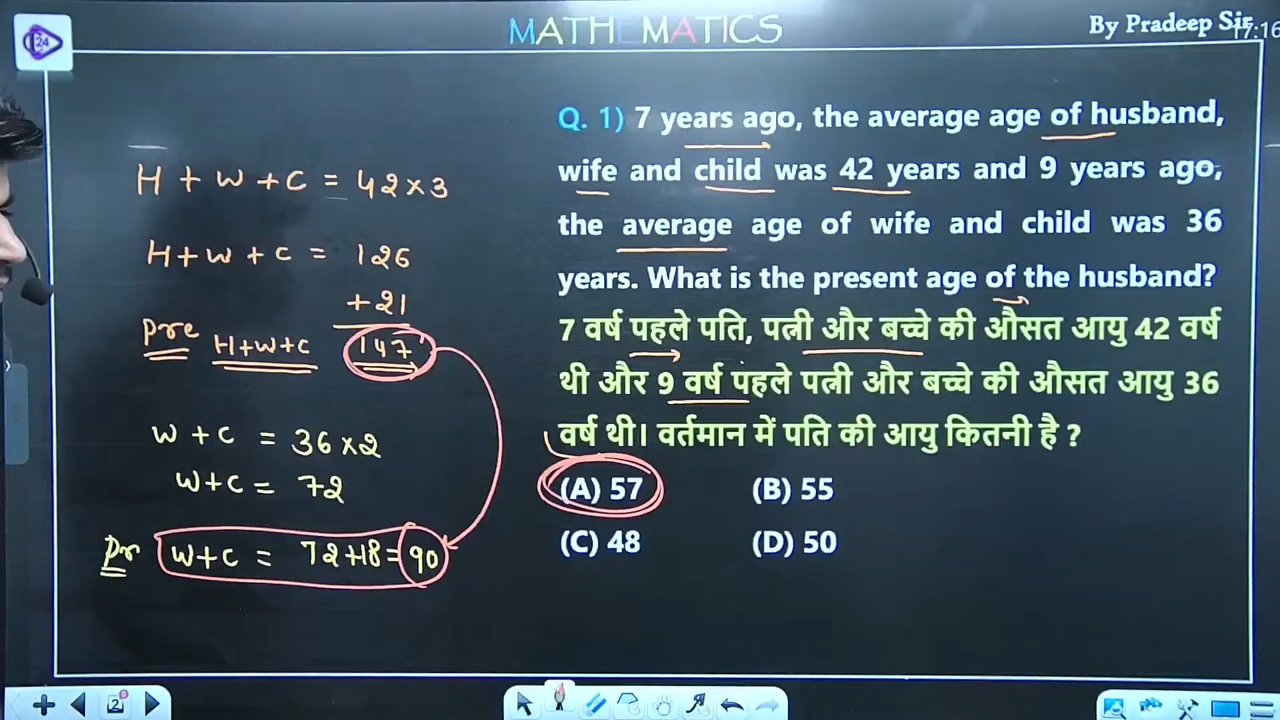 MATHEMATICS
By Pradeep Sir
17:16
24
Q. 1) 7 years ago, the average age of husband,
wife and child was 42 years and 9 years ago,
the average age of wife and child was 36
years. What is the present age of the husband?
7 वर्ष पहले पति, पत्नी और बच्चे की औसत आयु 42 वर्ष
थी और 9 वर्ष पहले पत्नी और बच्चे की औसत आयु 36
वर्ष थी। वर्तमान में पति की आयु कितनी है ?
(A) 57 (B) 55
(C) 48 (D) 50
H + W + C = 42×3
H+W+C = 126
+21
Pre H+W+C 147
W+C = 36×2
W+C = 72
Pr W+C = 72+18=90
2